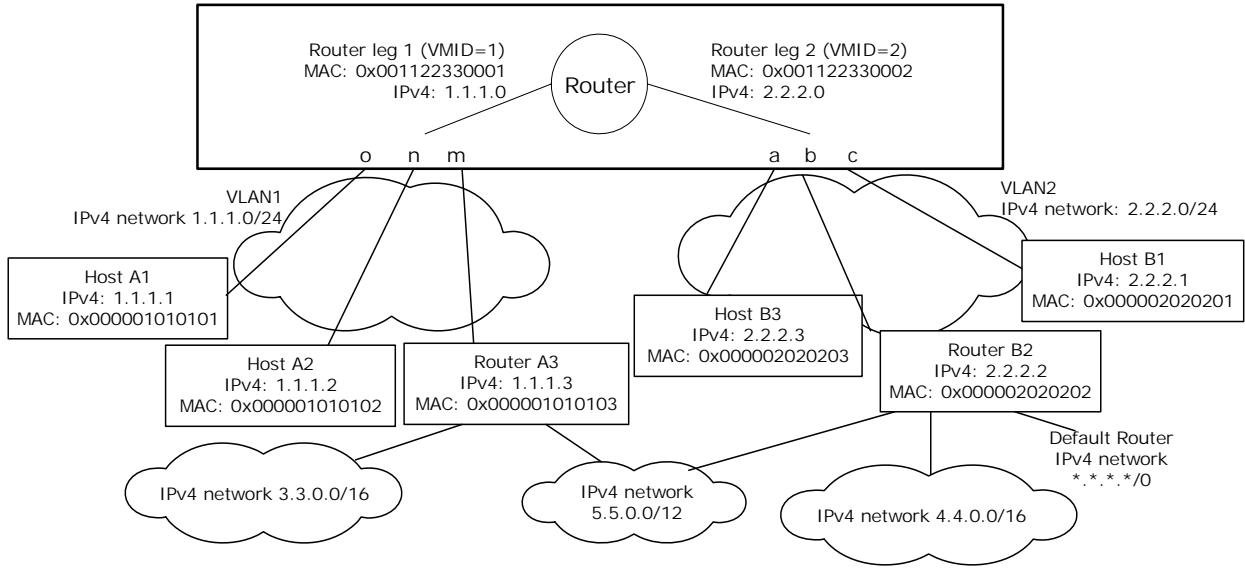 Router leg 1 (VMID=1)
MAC: 0x001122330001
IPv4: 1.1.1.0
Router
Router leg 2 (VMID=2)
MAC: 0x001122330002
IPv4: 2.2.2.0
o n m
a b c
VLAN1
IPv4 network 1.1.1.0/24
VLAN2
IPv4 network: 2.2.2.0/24
Host A1
IPv4: 1.1.1.1
MAC: 0x000001010101
Host B1
IPv4: 2.2.2.1
MAC: 0x000002020201
Host B3
IPv4: 2.2.2.3
MAC: 0x000002020203
Host A2
IPv4: 1.1.1.2
MAC: 0x000001010102
Router A3
IPv4: 1.1.1.3
MAC: 0x000001010103
Router B2
IPv4: 2.2.2.2
MAC: 0x000002020202
Default Router
IPv4 network
*.*.*.*/0
IPv4 network 3.3.0.0/16
IPv4 network
5.5.0.0/12
IPv4 network 4.4.0.0/16